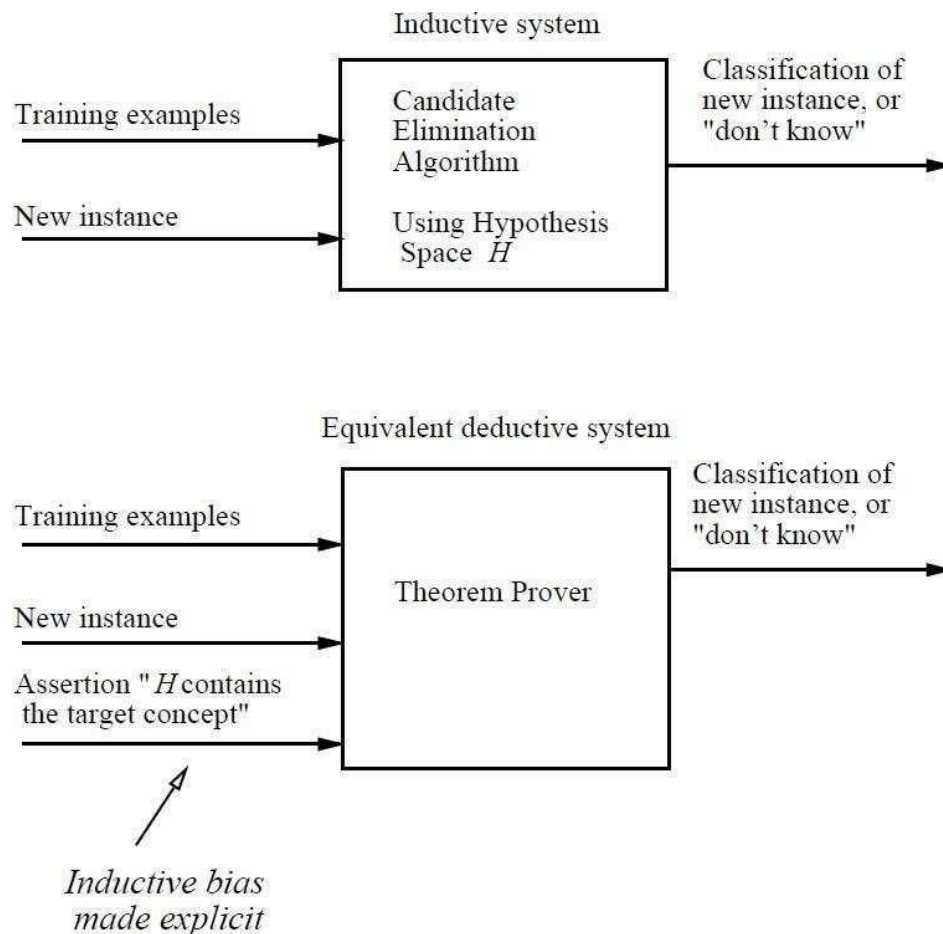 Inductive system
Candidate
Elimination
Algorithm
Using Hypothesis
Space H
Training examples
New instance
Classification of
new instance, or
"don't know"
Equivalent deductive system
Theorem Prover
Training examples
New instance
Assertion " H contains
the target concept"
Classification of
new instance, or
"don't know"
Inductive bias
made explicit